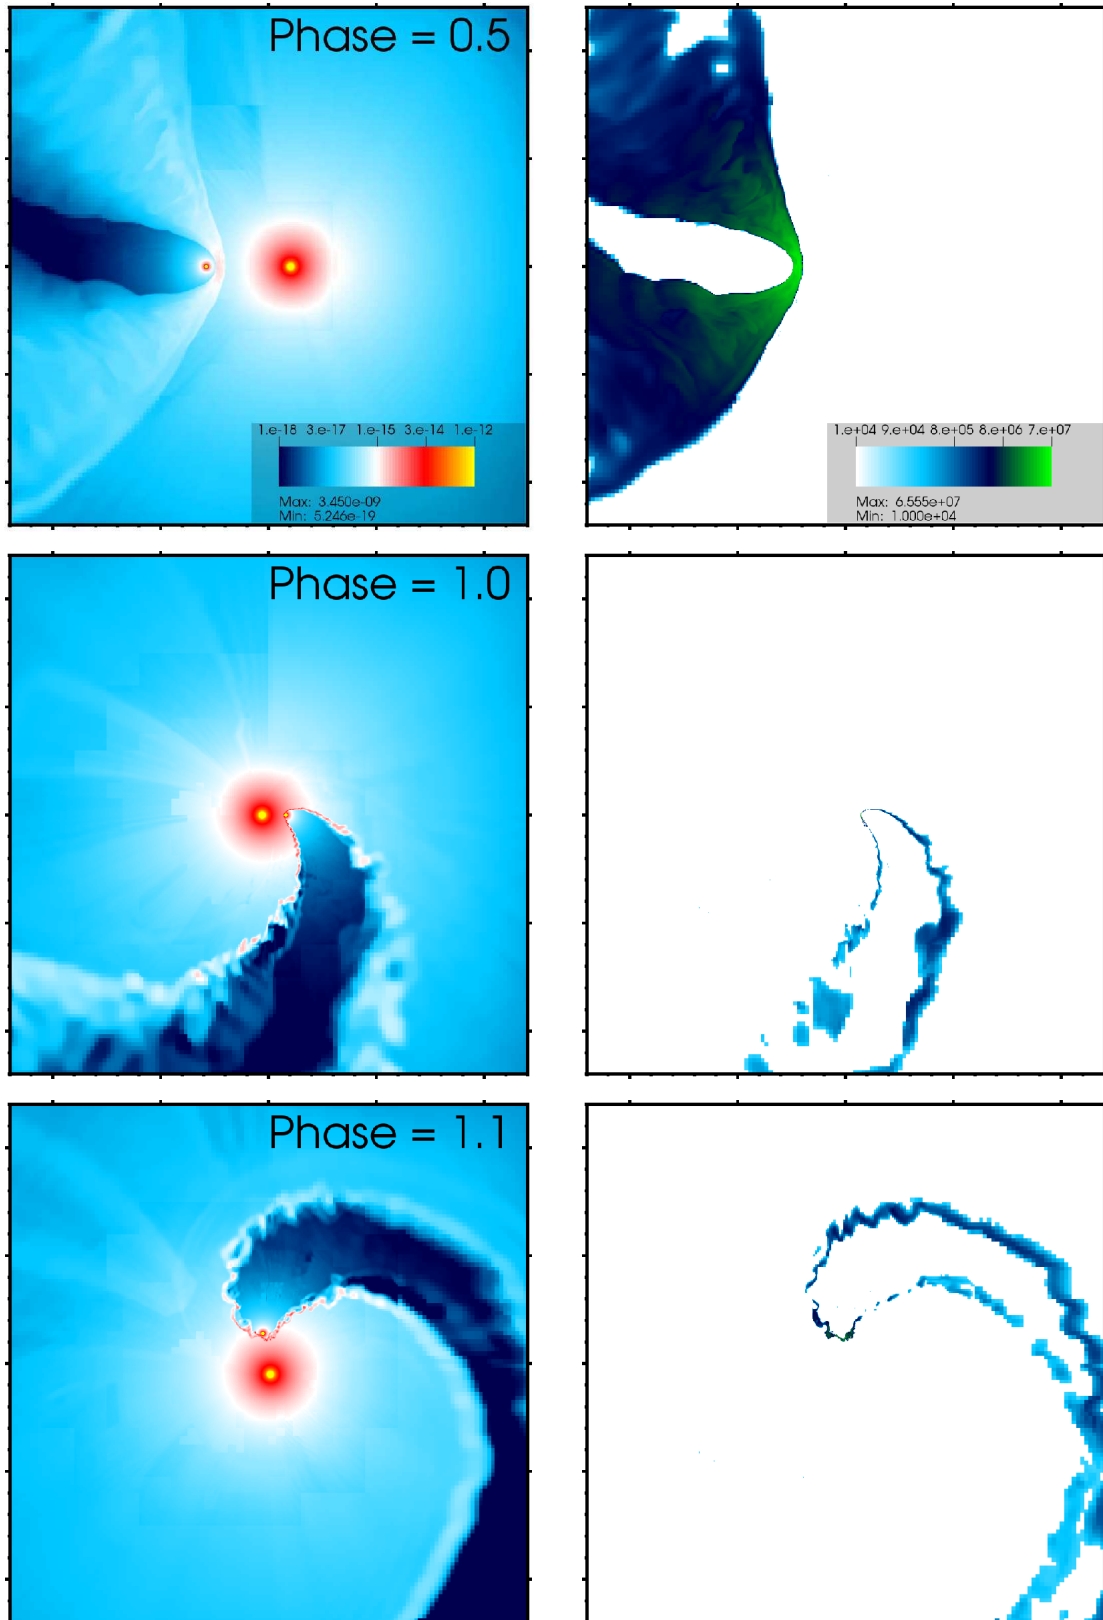 Phase = 0.5
1.e-18 3.e-17 1.e-15 3.e-14 1.e-12
Max: 3.450e-09
Min: 5.246e-19
1.e+04 9.e+04 8.e+05 8.e+06 7.e+07
Max: 6.555e+07
Min: 1.000e+04
Phase = 1.0
Phase = 1.1